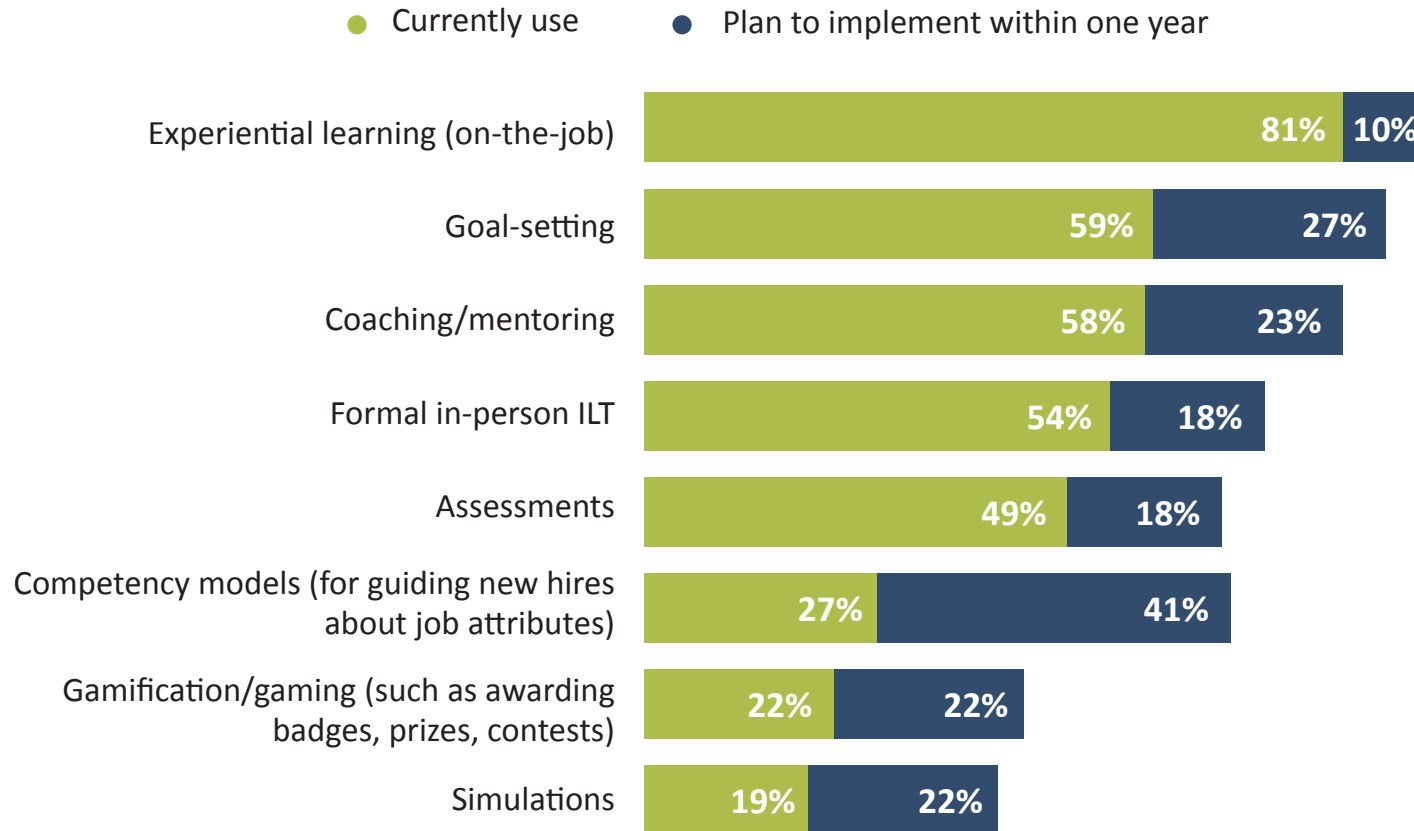 Currently use Plan to implement within one year
Experiential learning (on-the-job) 81% 10%
Goal-setting 59% 27%
Coaching/mentoring 58% 23%
Formal in-person ILT 54% 18%
Assessments 49% 18%
Competency models (for guiding new hires
about job attributes) 27% 41%
Gamification/gaming (such as awarding
badges, prizes, contests) 22% 22%
Simulations 19% 22%